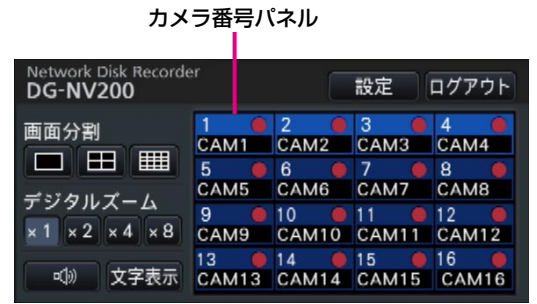 カメラ番号パネル
Network Disk Recorder
DG-NV200
設定 ログアウト
画面分割
デジタルズーム
×1 ×2 ×4 ×8
文字表示
1 2 3 4
CAM1 CAM2 CAM3 CAM4
5 6 7 8
CAM5 CAM6 CAM7 CAM8
9 10 11 12
CAM9 CAM10 CAM11 CAM12
13 14 15 16
CAM13 CAM14 CAM15 CAM16